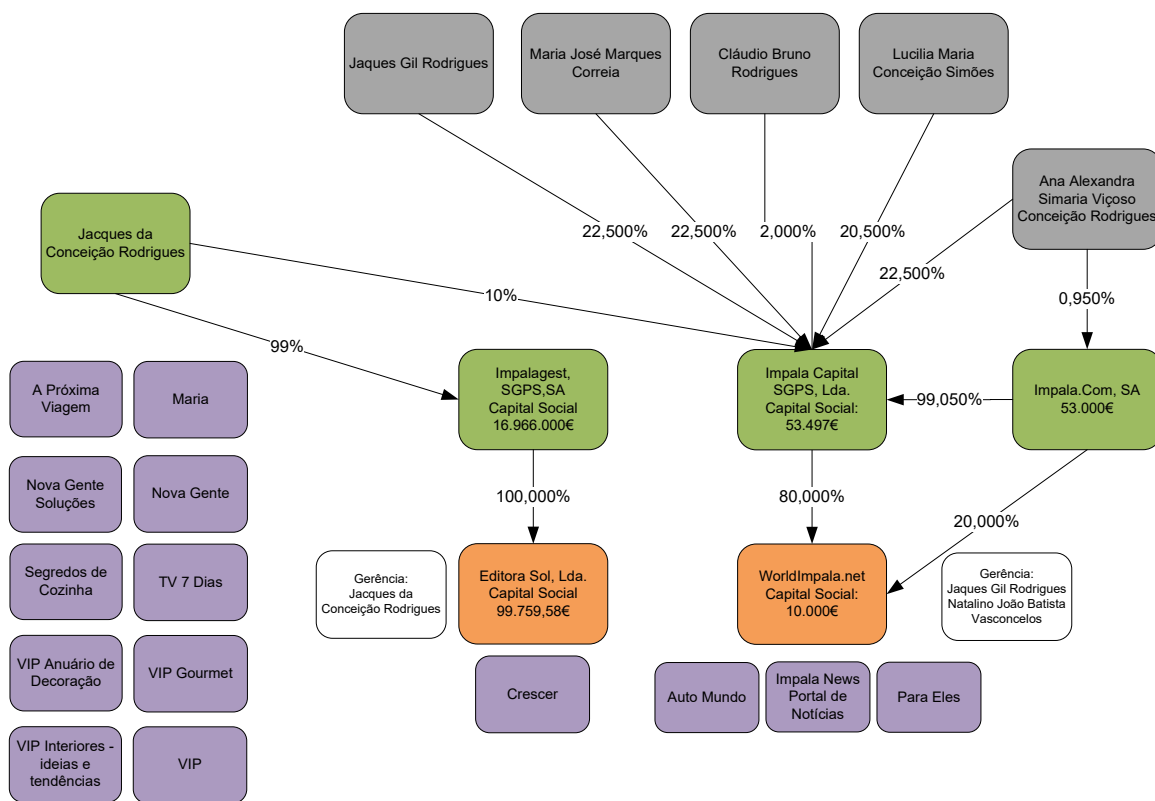 Jaques Gil Rodrigues
Maria José Marques
Correia
Cláudio Bruno
Rodrigues
Lucilia Maria
Conceição Simões
Ana Alexandra
Simaria Viçoso
Conceição Rodrigues
Jacques da
Conceição Rodrigues
22,500%
22,500%
2,000%
20,500%
22,500%
10%
0,950%
99%
A Próxima
Viagem
Maria
Impalagest,
SGPS,SA
Capital Social
16.966.000€
Impala Capital
SGPS, Lda.
Capital Social:
53.497€
99,050%
Impala.Com, SA
53.000€
Nova Gente
Soluções
Nova Gente
100,000%
80,000%
20,000%
Segredos de
Cozinha
TV 7 Dias
Gerência:
Jacques da
Conceição Rodrigues
Editora Sol, Lda.
Capital Social
99.759,58€
WorldImpala.net
Capital Social:
10.000€
Gerência:
Jaques Gil Rodrigues
Natalino João Batista
Vasconcelos
VIP Anuário de
Decoração
VIP Gourmet
Crescer
Auto Mundo
Impala News
Portal de
Notícias
Para Eles
VIP Interiores -
ideias e
tendências
VIP